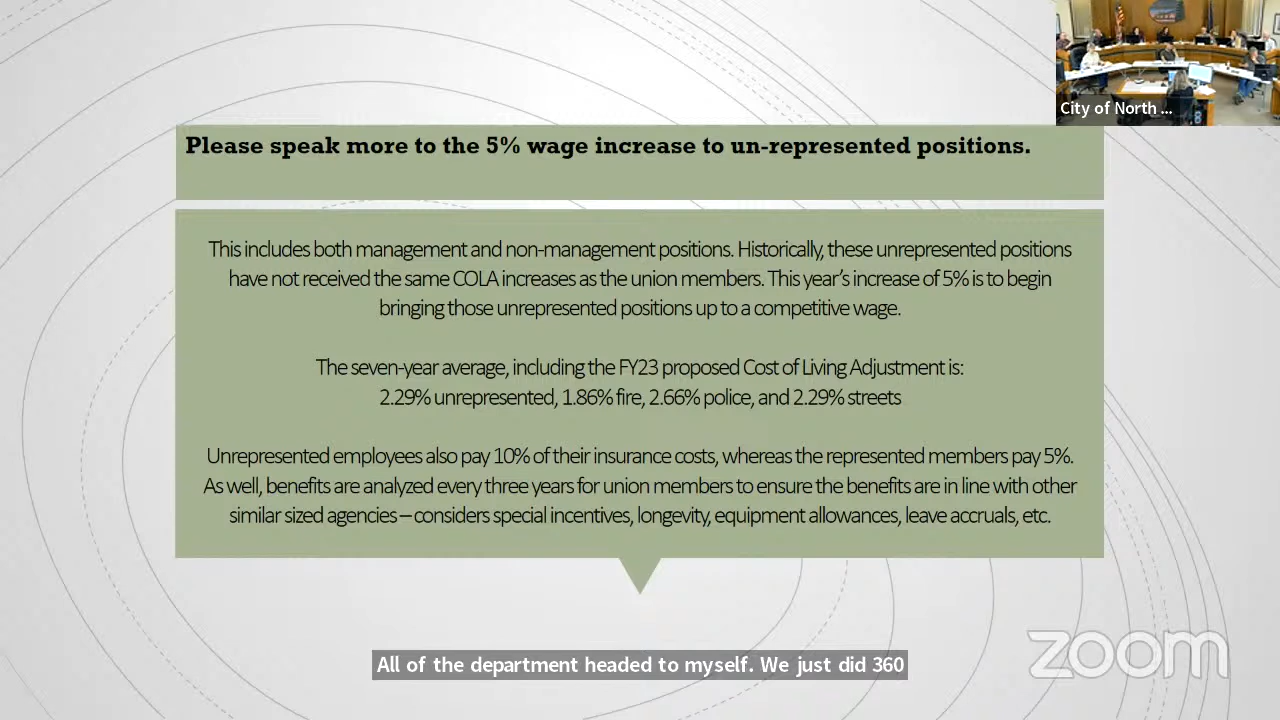 City of North ...
Please speak more to the 5% wage increase to un-represented positions.
This includes both management and non-management positions. Historically, these unrepresented positions
have not received the same COLA increases as the union members. This year's increase of 5% is to begin
bringing those unrepresented positions up to a competitive wage.
The seven-year average, including the FY23 proposed Cost of Living Adjustment is:
2.29% unrepresented, 1.86% fire, 2.66% police, and 2.29% streets
Unrepresented employees also pay 10% of their insurance costs, whereas the represented members pay 5%.
As well, benefits are analyzed every three years for union members to ensure the benefits are in line with other
similar sized agencies – considers special incentives, longevity, equipment allowances, leave accruals, etc.
All of the department headed to myself. We just did 360
zoom